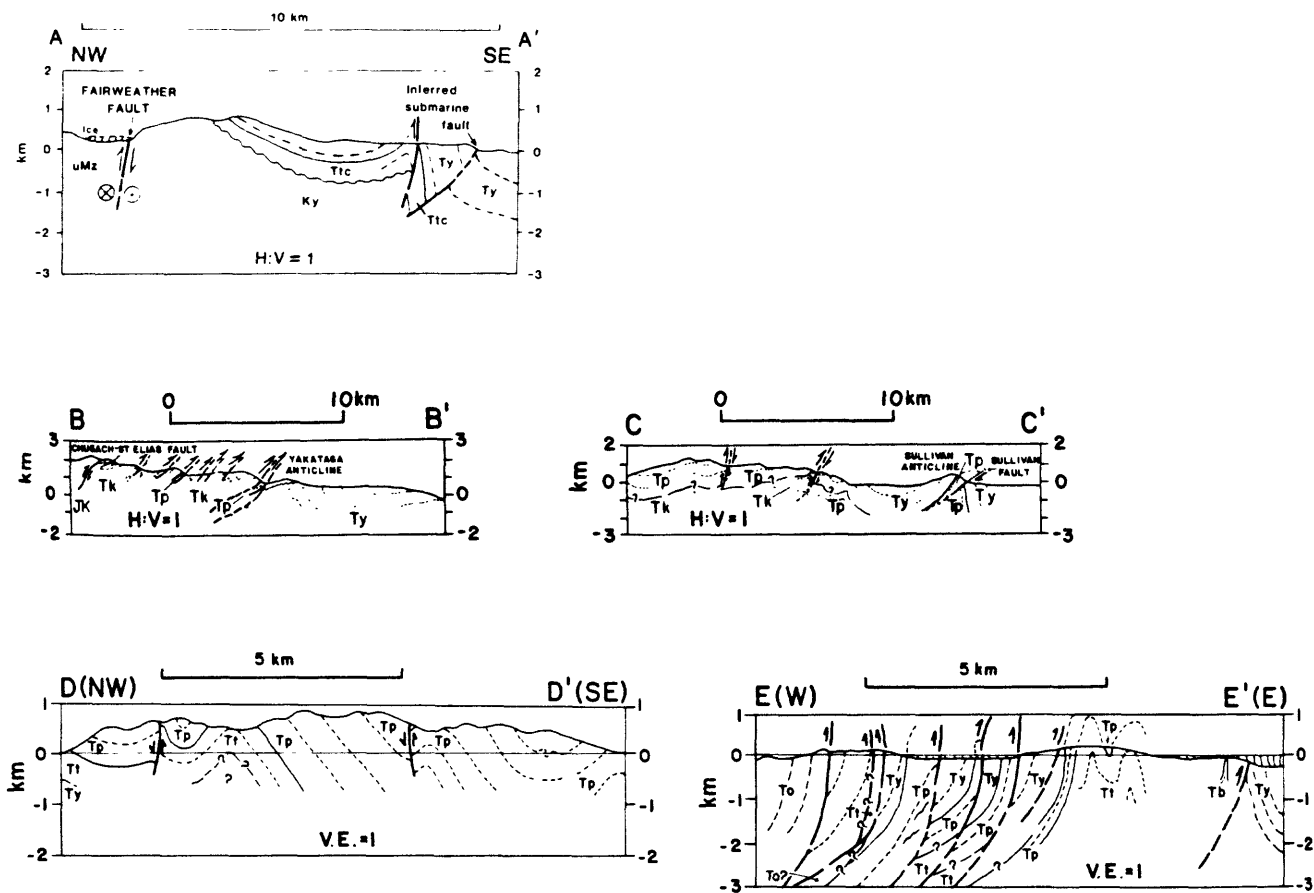 10 km
A
A'
NW
SE
2
2
FAIRWEATHER
FAULT
Inferred
submarine
fault
1
1
Ice
km
0
0
uMz
Ttc
Ty
Ty
-1
-1
Ky
Ttc
-2
-2
H:V = 1
-3
-3
0
10km
B
B'
3
3
CHUGACH-ST ELIAS FAULT
YAKATAGA
ANTICLINE
km
Tk
Tp
Tk
0
0
JK
Tp
Ty
H:V=1
-2
-2
0
10km
C
C'
2
2
SULLIVAN
ANTICLINE
Tp
SULLIVAN
FAULT
km
Tp
Tp
?
0
0
?
Tk
?
?
Tk
?
Tp
Ty
Tp
Ty
H:V=1
-3
-3
5 km
D(NW)
D'(SE)
1
1
Tp
Tp
Tt
Tp
Tp
km
0
0
Tt
?
?
Ty
?
Tp
-1
-1
V.E.=1
-2
-2
5 km
E(W)
E'(E)
1
1
Tp
km
0
0
To
Ty
Tp
Ty
Ty
Ty
Tt
Tb
Ty
-1
-1
Tt
?
Tp
Tp
-2
-2
?
?
Tp
To?
Tt
Tt
?
V.E.=1
-3
-3